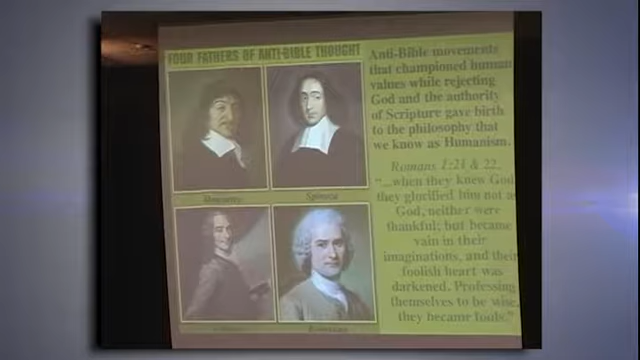 FOUR FATHERS OF ANTI-BIBLE THOUGHT
Spinoza
Anti-Bible movements
that championed human
values while rejecting
God and the authority
of Scripture gave birth
to the philosophy that
we know as Humanism.
Romans 1:21 & 22.
"...when they knew God,
they glorified him not as
God, neither were
thankful; but became
vain in their
imaginations, and their
foolish heart was
darkened. Professing
themselves to be wise,
they became fools."